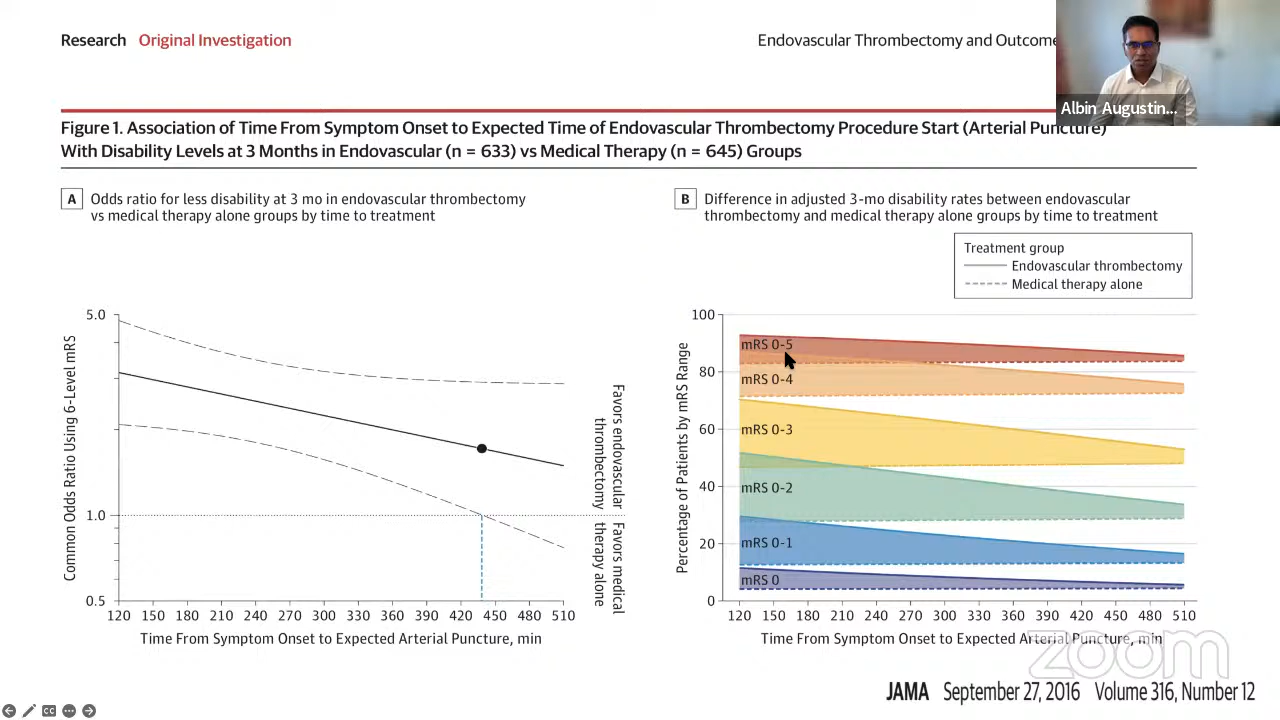 Research Original Investigation
Endovascular Thrombectomy and Outcome
Albin Augustin...
Figure 1. Association of Time From Symptom Onset to Expected Time of Endovascular Thrombectomy Procedure Start (Arterial Puncture)
With Disability Levels at 3 Months in Endovascular (n = 633) vs Medical Therapy (n = 645) Groups
A Odds ratio for less disability at 3 mo in endovascular thrombectomy
vs medical therapy alone groups by time to treatment
5.0
1.0
0.5
Common Odds Ratio Using 6-Level mRS
Favors endovascular
thrombectomy
Favors medical
therapy alone
120 150 180 210 240 270 300 330 360 390 420 450 480 510
Time From Symptom Onset to Expected Arterial Puncture, min
B Difference in adjusted 3-mo disability rates between endovascular
thrombectomy and medical therapy alone groups by time to treatment
Treatment group
Endovascular thrombectomy
Medical therapy alone
100
80
60
40
20
0
Percentage of Patients by mRS Range
mRS 0-5
mRS 0-4
mRS 0-3
mRS 0-2
mRS 0-1
mRS 0
120 150 180 210 240 270 300 330 360 390 420 450 480 510
Time From Symptom Onset to Expected Arterial Puncture, min
zoom
JAMA September 27, 2016 Volume 316, Number 12
CC